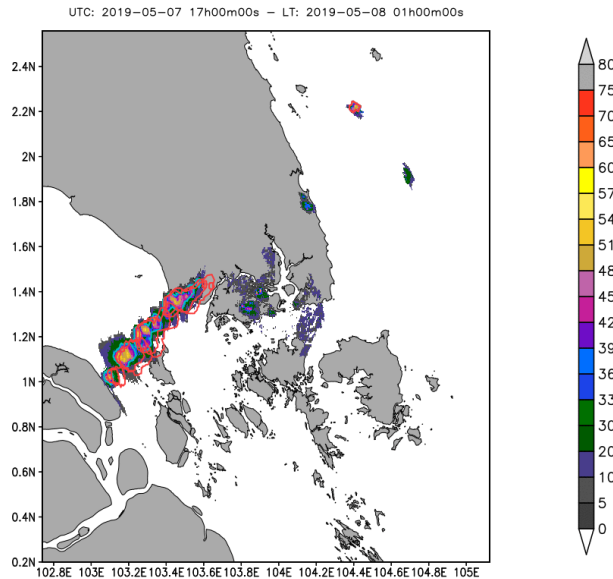 UTC: 2019-05-07 17h00m00s - LT: 2019-05-08 01h00m00s
2.4N
2.2N
2N
1.8N
1.6N
1.4N
1.2N
1N
0.8N
0.6N
0.4N
0.2N
102.8E 103E 103.2E 103.4E 103.6E 103.8E 104E 104.2E 104.4E 104.6E 104.8E 105E
80
75
70
65
60
57
54
51
48
45
42
39
36
33
30
20
10
5
0